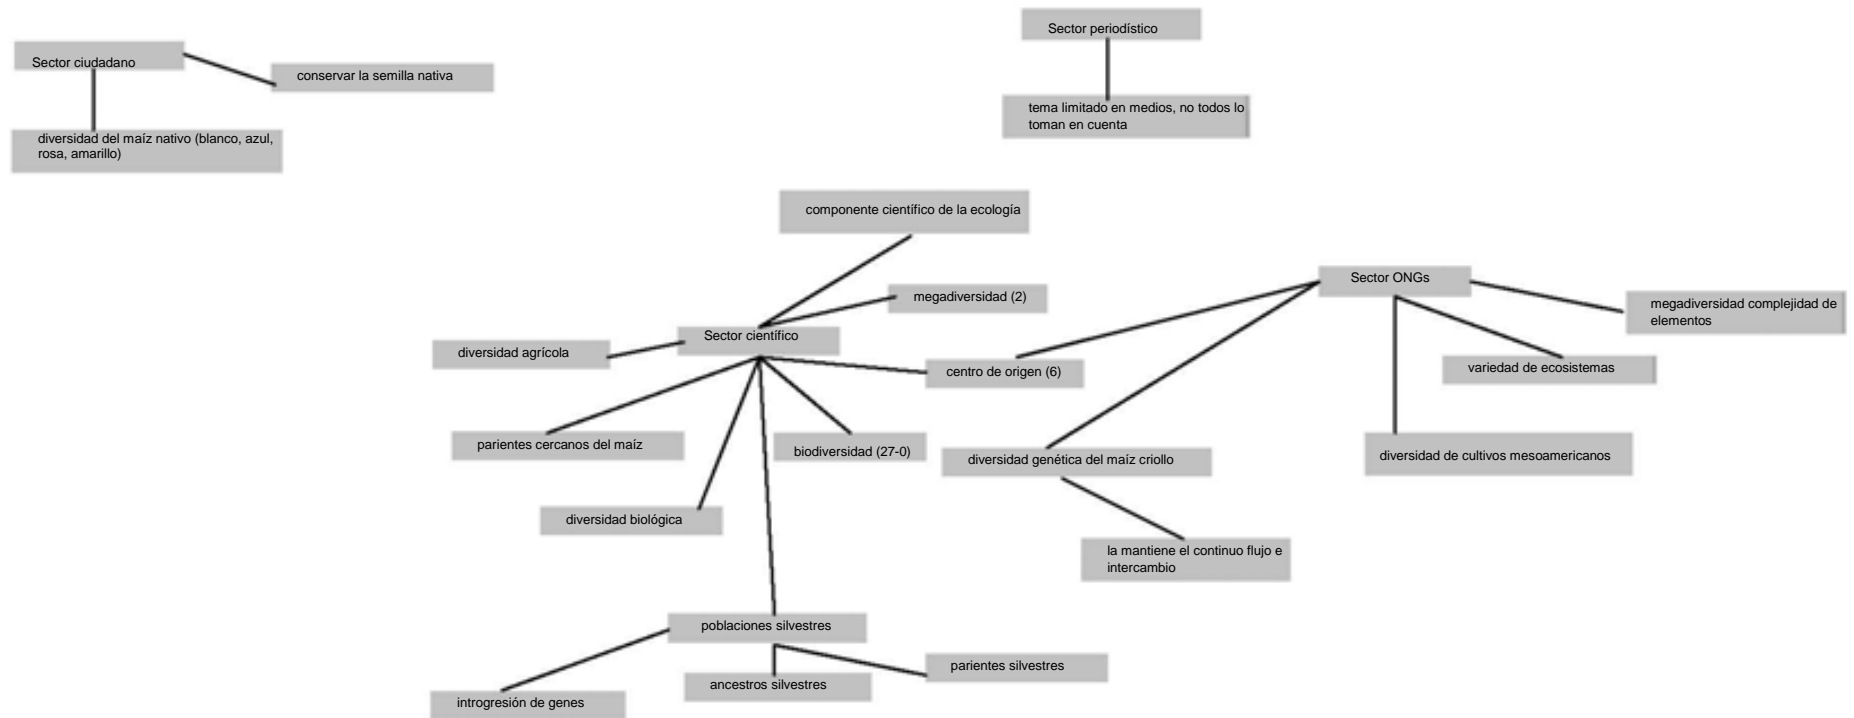 Sector periodístico
Sector ciudadano
conservar la semilla nativa
tema limitado en medios, no todos lo
toman en cuenta
diversidad del maíz nativo (blanco, azul,
rosa, amarillo)
componente científico de la ecología
Sector ONGs
megadiversidad (2)
megadiversidad complejidad de
elementos
Sector científico
diversidad agrícola
centro de origen (6)
variedad de ecosistemas
parientes cercanos del maíz
biodiversidad (27-0)
diversidad genética del maíz criollo
diversidad de cultivos mesoamericanos
diversidad biológica
la mantiene el continuo flujo e
intercambio
poblaciones silvestres
parientes silvestres
ancestros silvestres
introgresión de genes